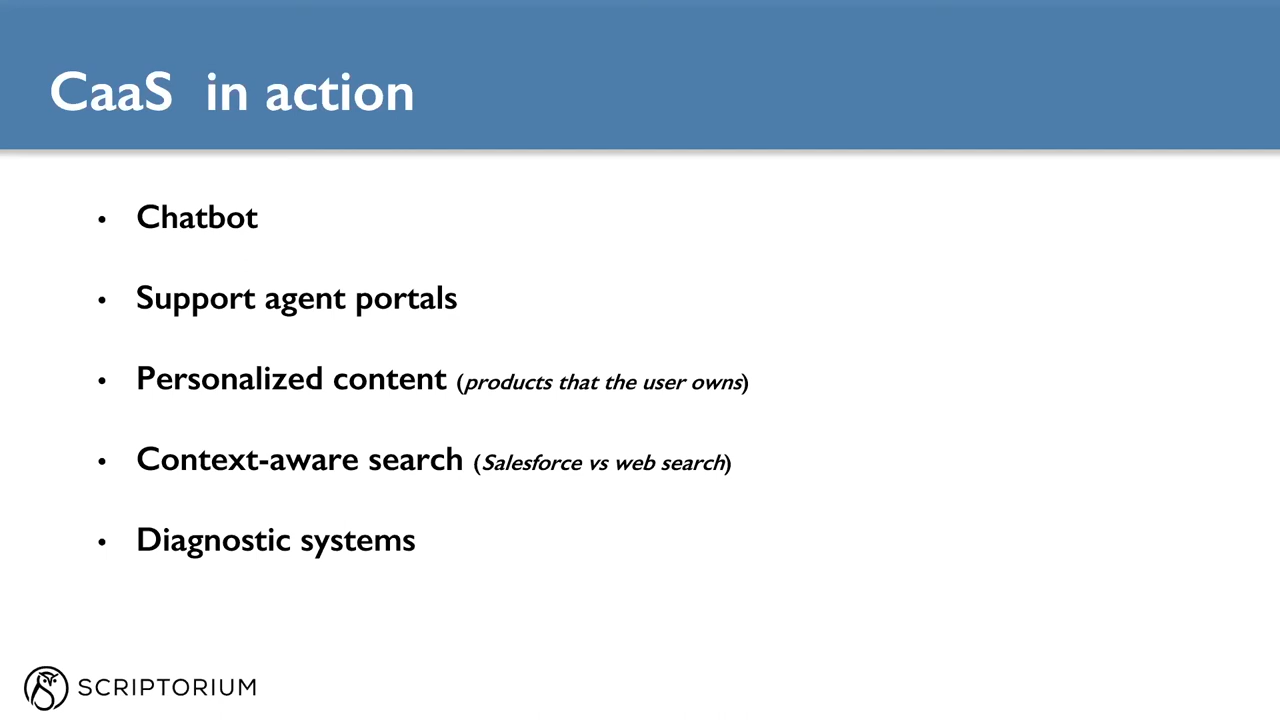 CaaS  in action
• Chatbot
• Support agent portals
• Personalized content (products that the user owns)
• Context-aware search (Salesforce vs web search)
• Diagnostic systems
SCRIPTORIUM